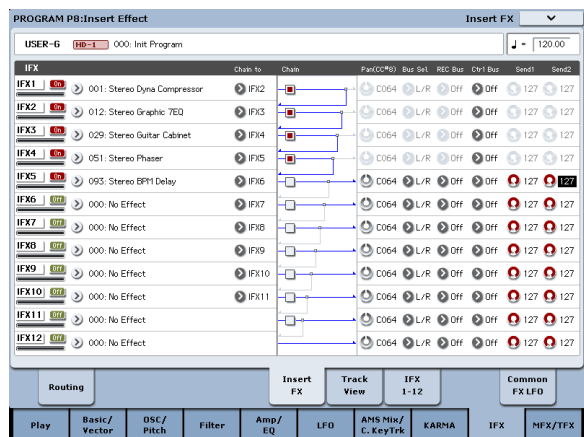 PROGRAM P8:Insert Effect Insert FX
USER-G HD-1 000: Init Program ♩ = 120.00
IFX Chain to Chain Pan(CC#8) Bus Sel. REC Bus Ctrl Bus Send1 Send2
IFX1 On 001: Stereo Dyna Compressor IFX2 C064 L/R Off Off 127 127
IFX2 On 012: Stereo Graphic 7EQ IFX3 C064 L/R Off Off 127 127
IFX3 On 029: Stereo Guitar Cabinet IFX4 C064 L/R Off Off 127 127
IFX4 On 051: Stereo Phaser IFX5 C064 L/R Off Off 127 127
IFX5 On 093: Stereo BPM Delay IFX6 C064 L/R Off Off 127 127
IFX6 Off 000: No Effect IFX7 C064 L/R Off Off 127 127
IFX7 Off 000: No Effect IFX8 C064 L/R Off Off 127 127
IFX8 Off 000: No Effect IFX9 C064 L/R Off Off 127 127
IFX9 Off 000: No Effect IFX10 C064 L/R Off Off 127 127
IFX10 Off 000: No Effect IFX11 C064 L/R Off Off 127 127
IFX11 Off 000: No Effect C064 L/R Off Off 127 127
IFX12 Off 000: No Effect C064 L/R Off Off 127 127
Routing Insert FX Track View IFX 1-12 Common FX LFO
Play Basic/ Vector OSC/ Pitch Filter Amp/ EQ LFO AMS Mix/ C. KeyTrk KARMA IFX MFX/TFX